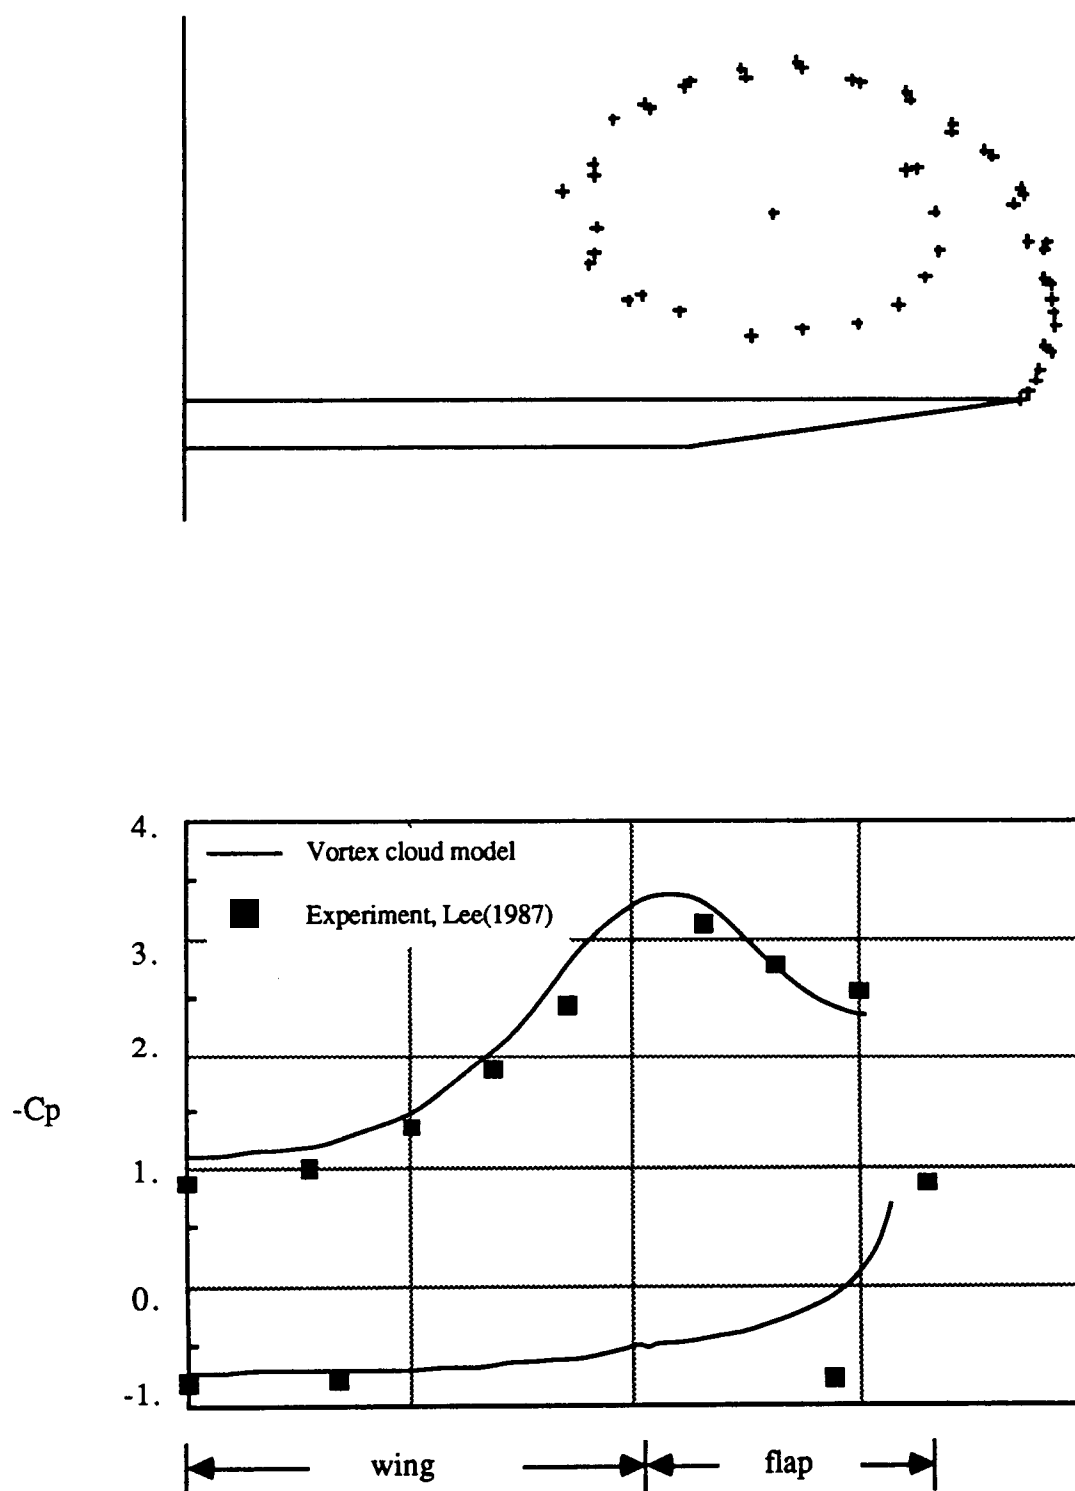 4.
Vortex cloud model
Experiment, Lee(1987)
3.
2.
-Cp
1.
0.
-1.
wing
flap